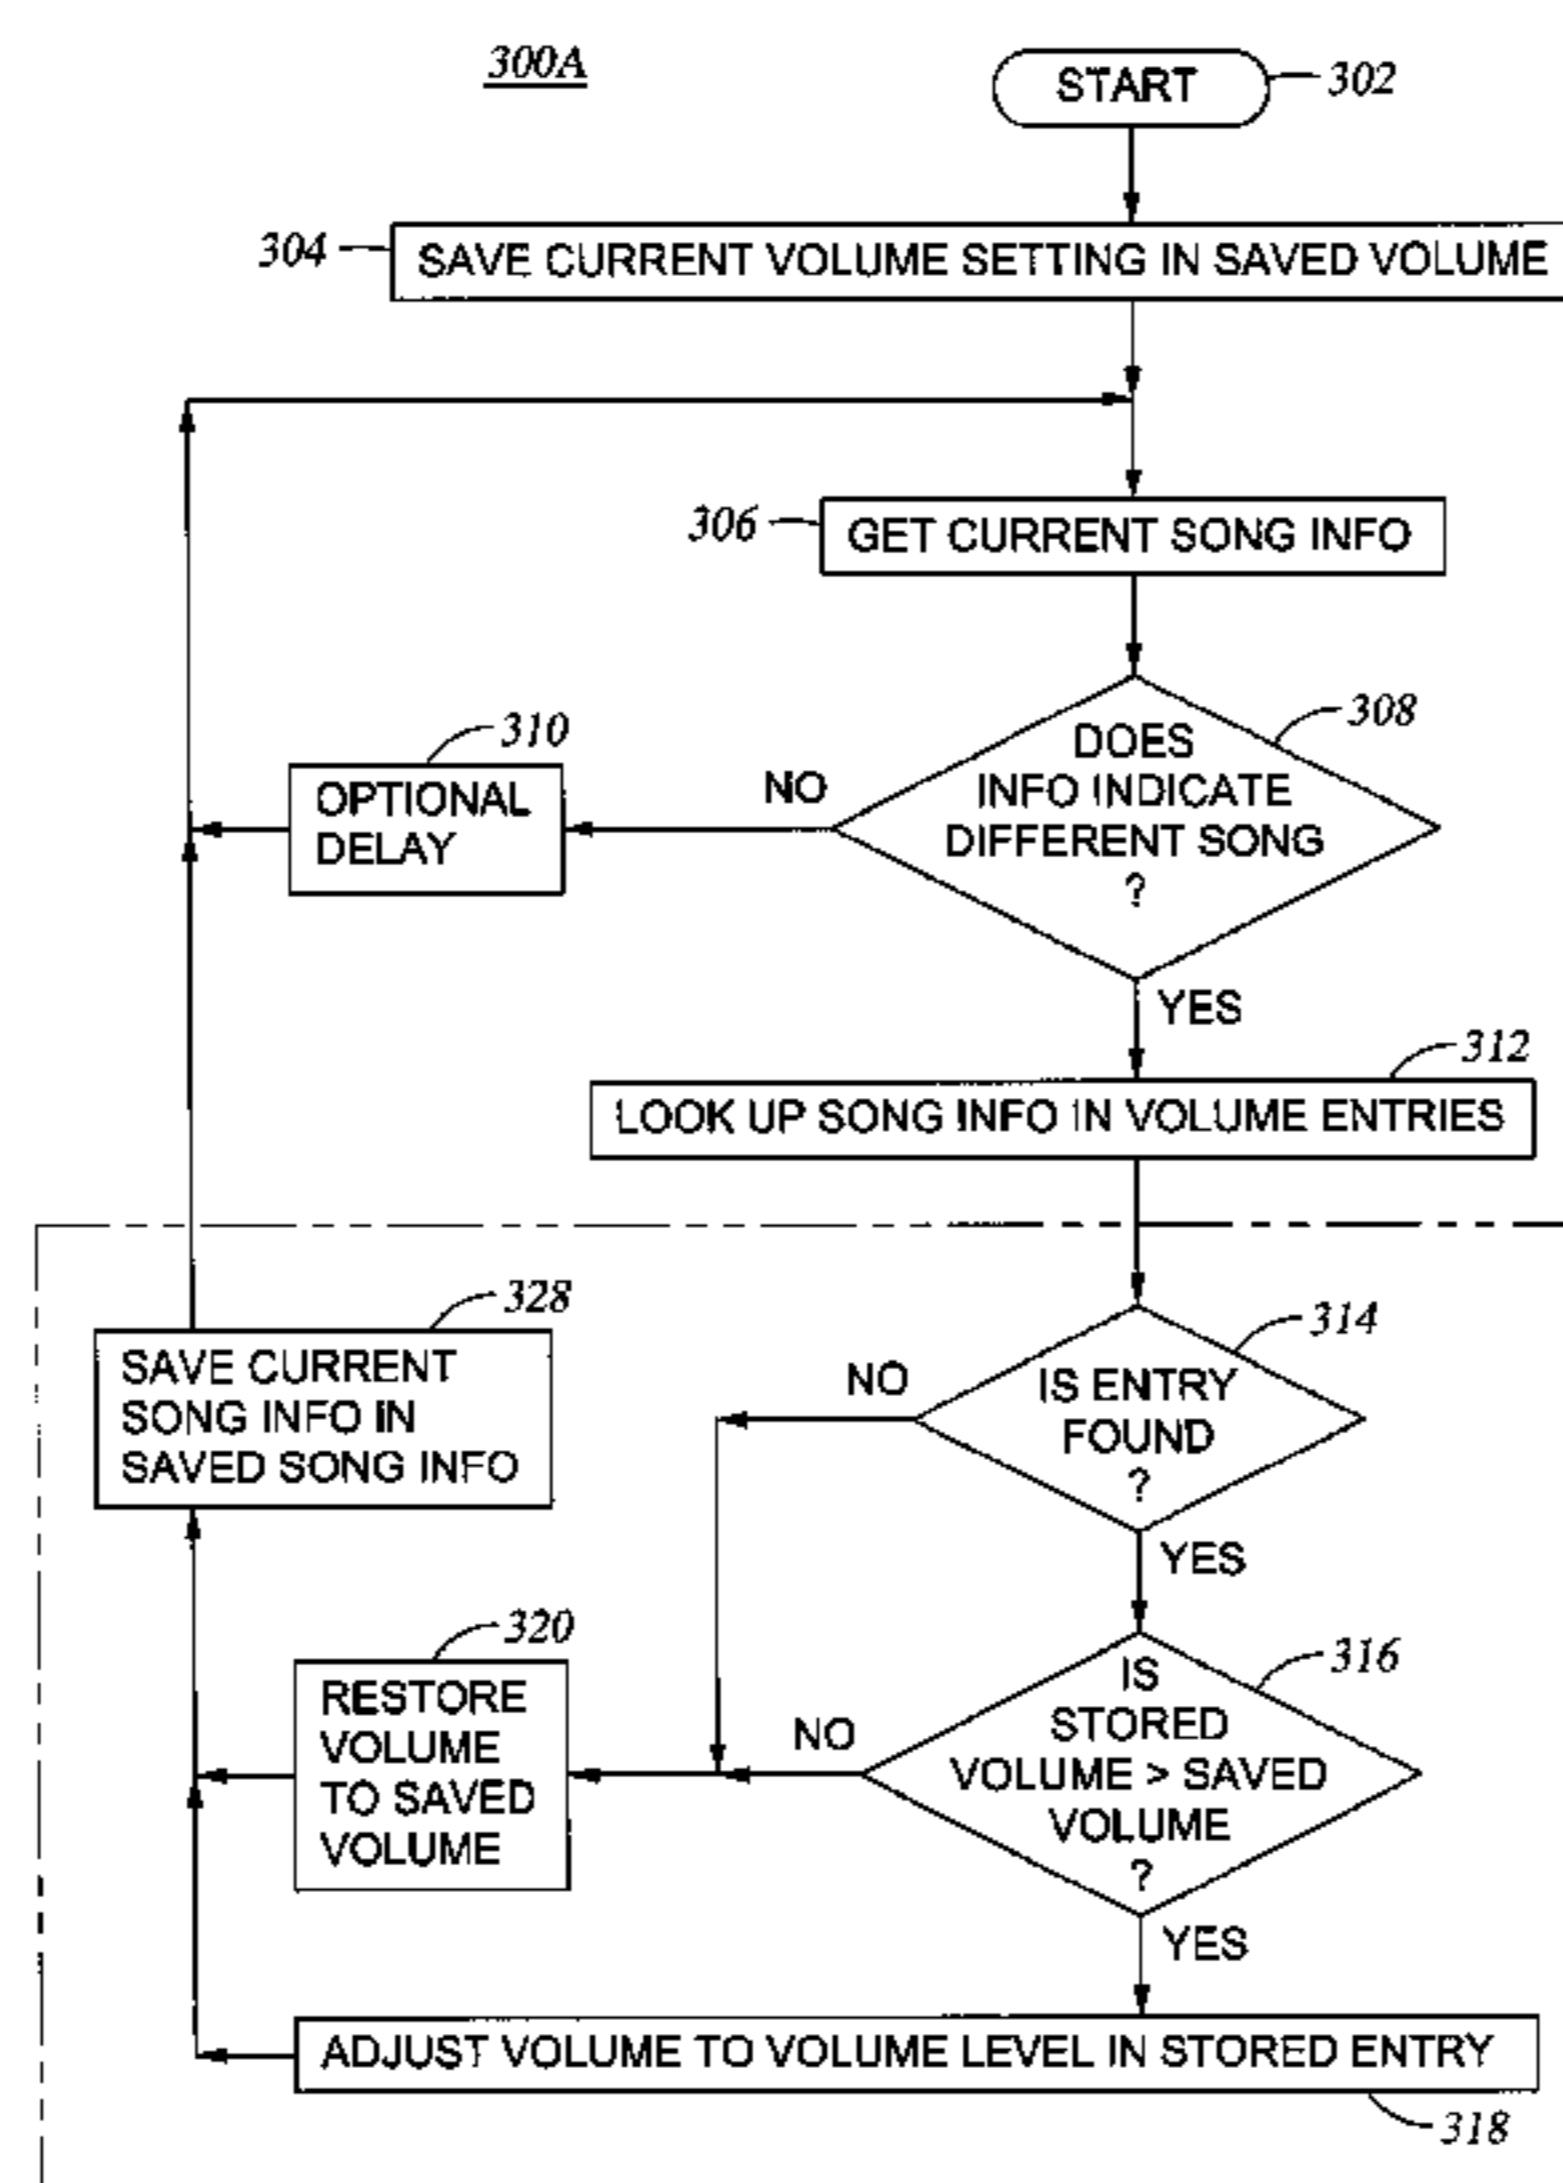 300A
START
302
304
SAVE CURRENT VOLUME SETTING IN SAVED VOLUME
306
GET CURRENT SONG INFO
308
DOES
INFO INDICATE
DIFFERENT SONG
?
NO
310
OPTIONAL
DELAY
YES
312
LOOK UP SONG INFO IN VOLUME ENTRIES
328
SAVE CURRENT
SONG INFO IN
SAVED SONG INFO
314
IS ENTRY
FOUND
?
NO
YES
320
RESTORE
VOLUME
TO SAVED
VOLUME
316
IS
STORED
VOLUME > SAVED
VOLUME
?
NO
YES
ADJUST VOLUME TO VOLUME LEVEL IN STORED ENTRY
318